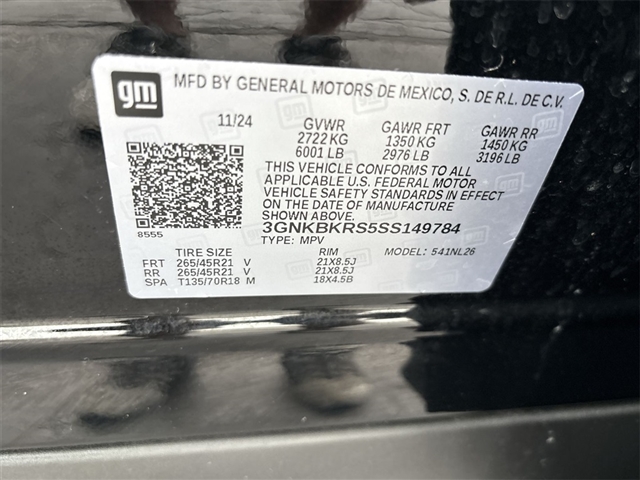 gm
MFD BY GENERAL MOTORS DE MEXICO, S. DE R.L. DE C.V.
11/24 GVWR GAWR FRT GAWR RR
2722 KG 1350 KG 1450 KG
6001 LB 2976 LB 3196 LB
THIS VEHICLE CONFORMS TO ALL
APPLICABLE U.S. FEDERAL MOTOR
VEHICLE SAFETY STANDARDS IN EFFECT
ON THE DATE OF MANUFACTURE
SHOWN ABOVE.
3GNKBKRS5SS149784
8555
TYPE: MPV MODEL: 541NL26
TIRE SIZE RIM
FRT 265/45R21 V 21X8.5J
RR 265/45R21 V 21X8.5J
SPA T135/70R18 M 18X4.5B